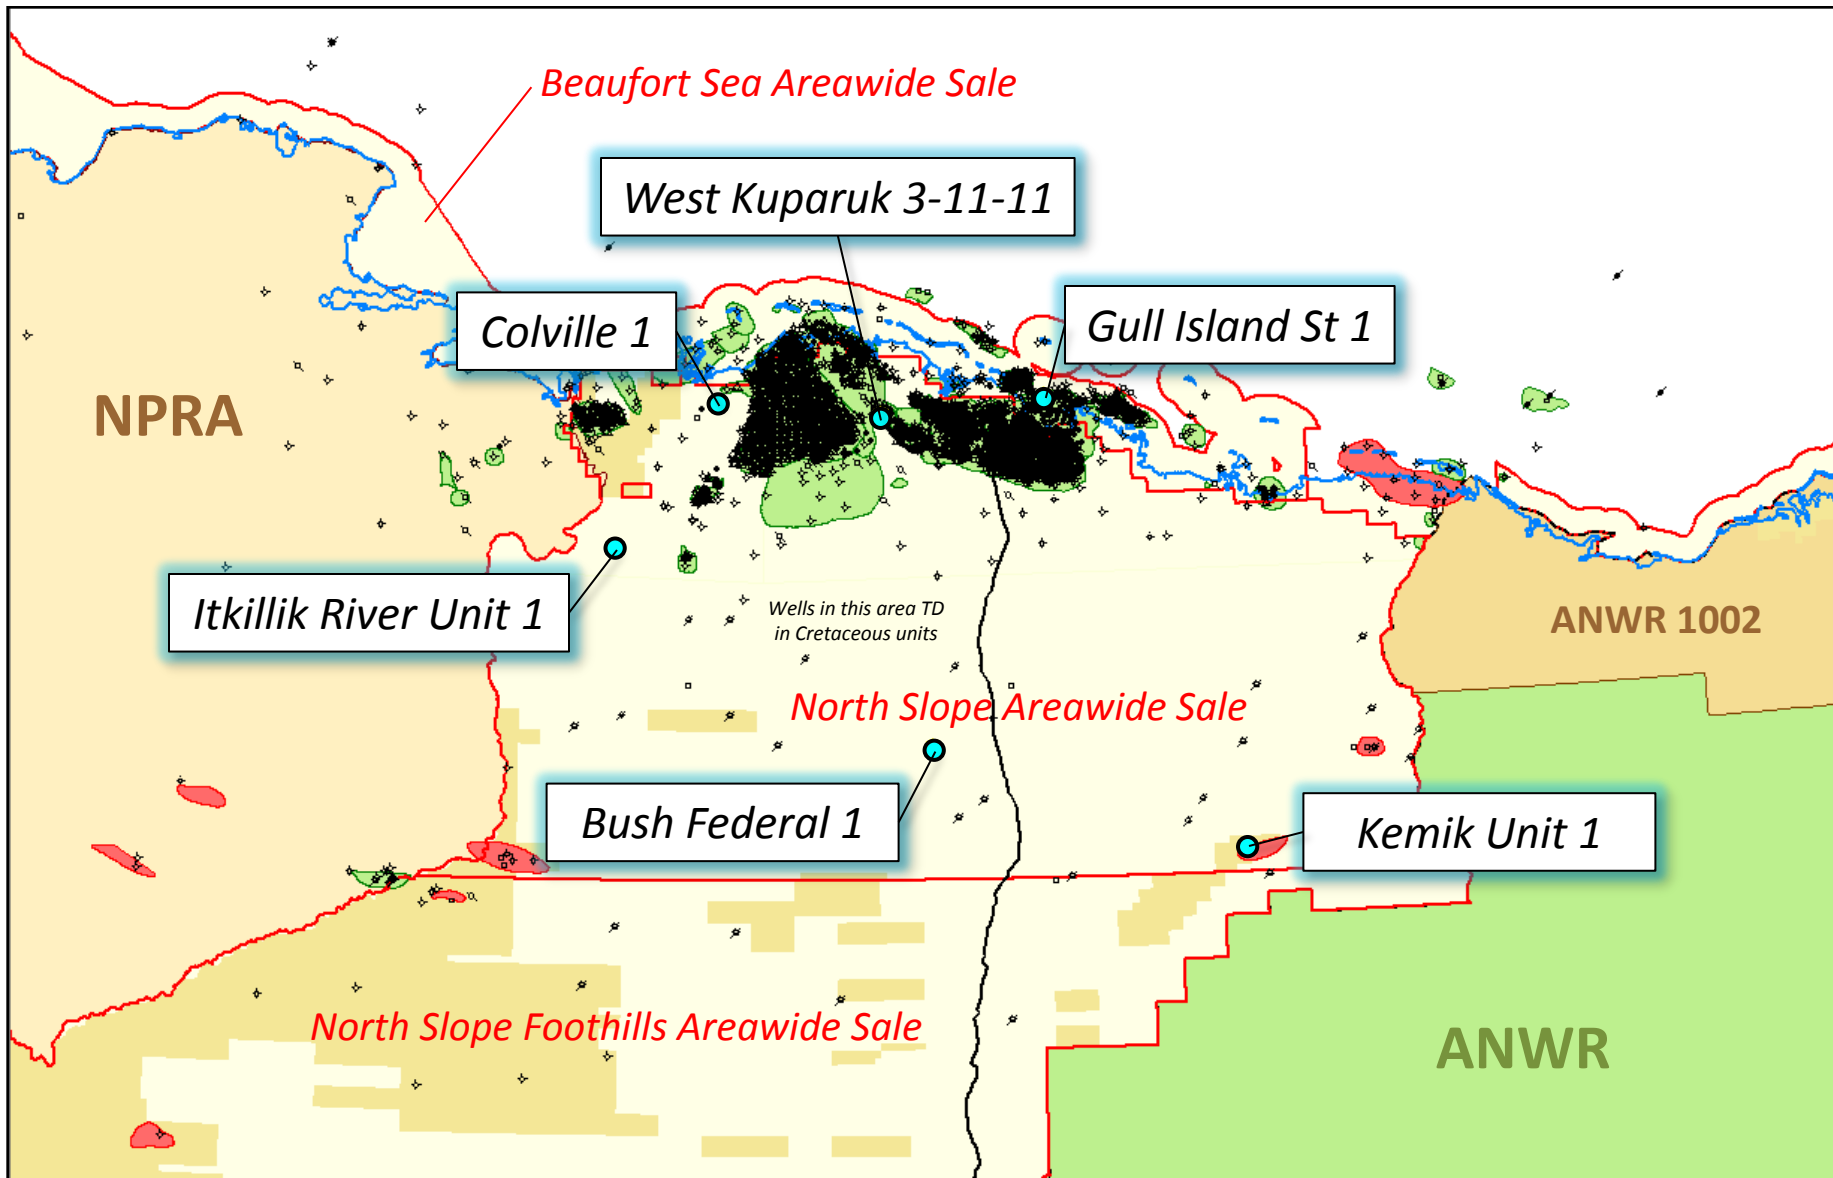 Beaufort Sea Areawide Sale
West Kuparuk 3-11-11
Colville 1
Gull Island St 1
NPRA
Itkillik River Unit 1
Wells in this area TD
in Cretaceous units
ANWR 1002
North Slope Areawide Sale
Bush Federal 1
Kemik Unit 1
North Slope Foothills Areawide Sale
ANWR